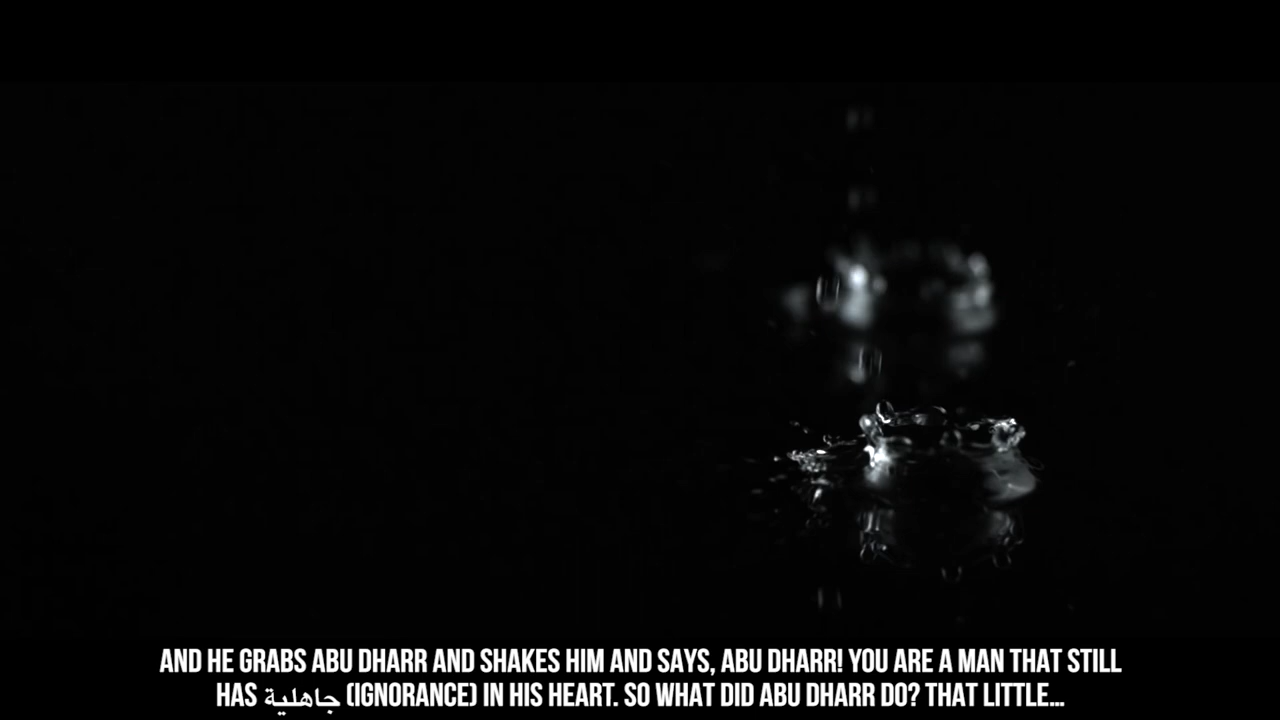 AND HE GRABS ABU DHARR AND SHAKES HIM AND SAYS, ABU DHARR! YOU ARE A MAN THAT STILL
HAS جاهلية (IGNORANCE) IN HIS HEART. SO WHAT DID ABU DHARR DO? THAT LITTLE...